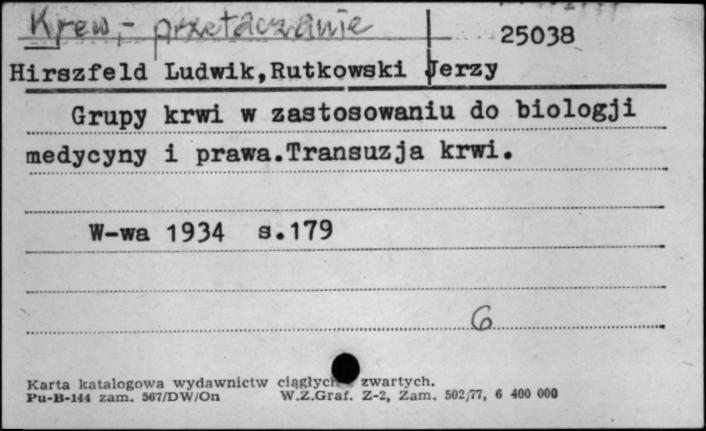 Krew, - przetaczanie
25038
Hirszfeld Ludwik,Rutkowski Jerzy
Grupy krwi w zastosowaniu do biologji
medycyny i prawa.Transuzja krwi.
W-wa 1934 s.179
6
Karta katalogowa wydawnictw ciągłych zwartych.
Pu-B-144 zam. 567/DW/On W.Z.Graf. Z-2, Zam. 502/77, 6 400 000